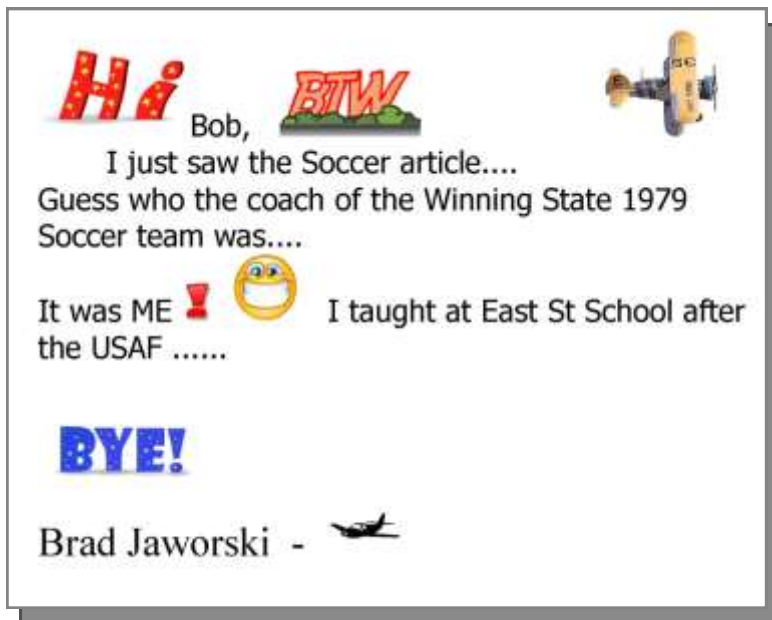 Hi Bob, BTW
I just saw the Soccer article....
Guess who the coach of the Winning State 1979
Soccer team was....
It was ME ! I taught at East St School after
the USAF ......
BYE!
Brad Jaworski -